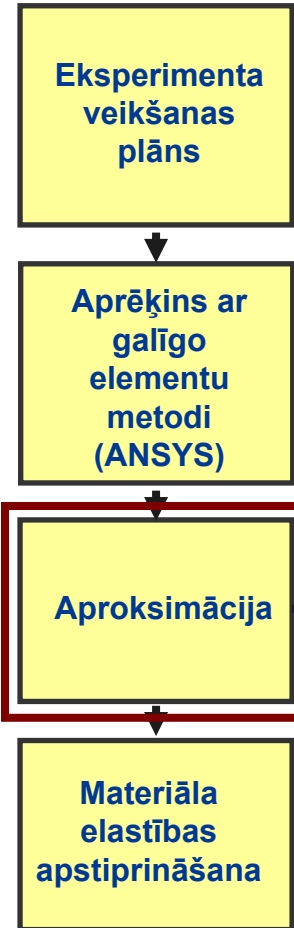 Eksperimenta
veikšanas
plāns
Aprēķins ar
galīgo
elementu
metodi
(ANSYS)
Aproksimācija
Materiāla
elastības
apstiprināšana